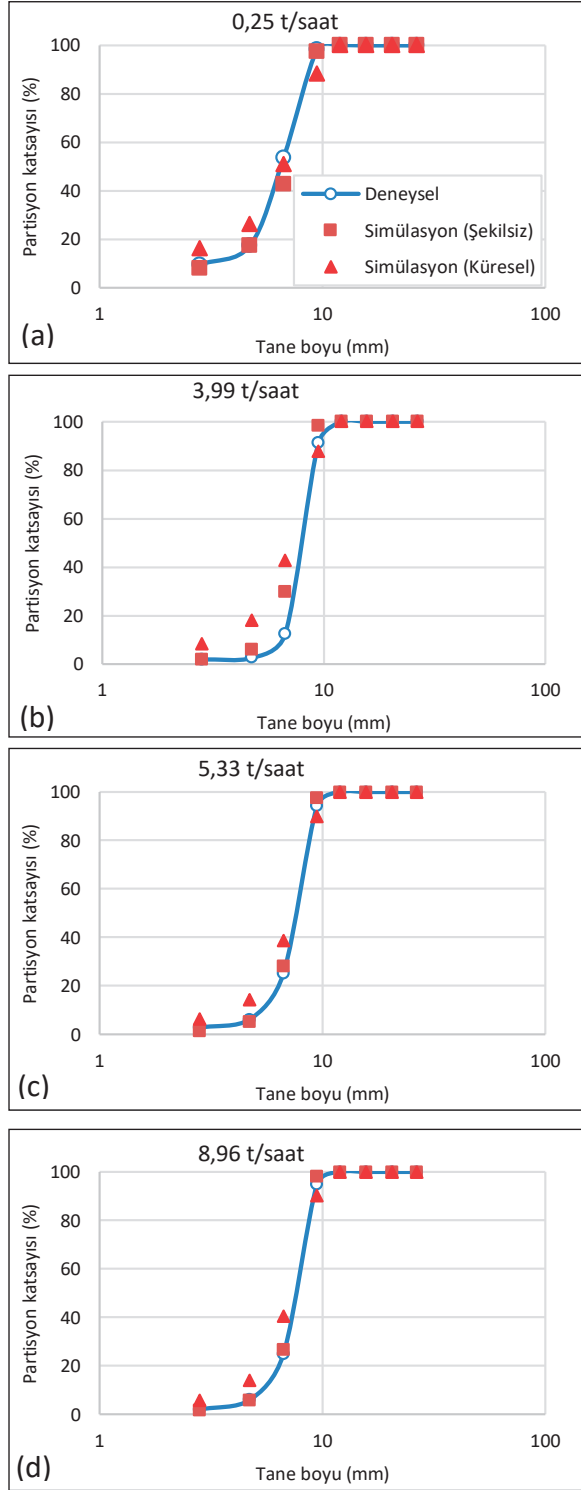 0,25 t/saat
100
80
60
40
20
0
Partisyon katsayısı (%)
Deneysel
Simülasyon (Şekilsiz)
Simülasyon (Küresel)
1
10
100
Tane boyu (mm)
(a)
3,99 t/saat
100
80
60
40
20
0
Partisyon katsayısı (%)
1
10
100
Tane boyu (mm)
(b)
5,33 t/saat
100
80
60
40
20
0
Partisyon katsayısı (%)
1
10
100
Tane boyu (mm)
(c)
8,96 t/saat
100
80
60
40
20
0
Partisyon katsayısı (%)
1
10
100
Tane boyu (mm)
(d)